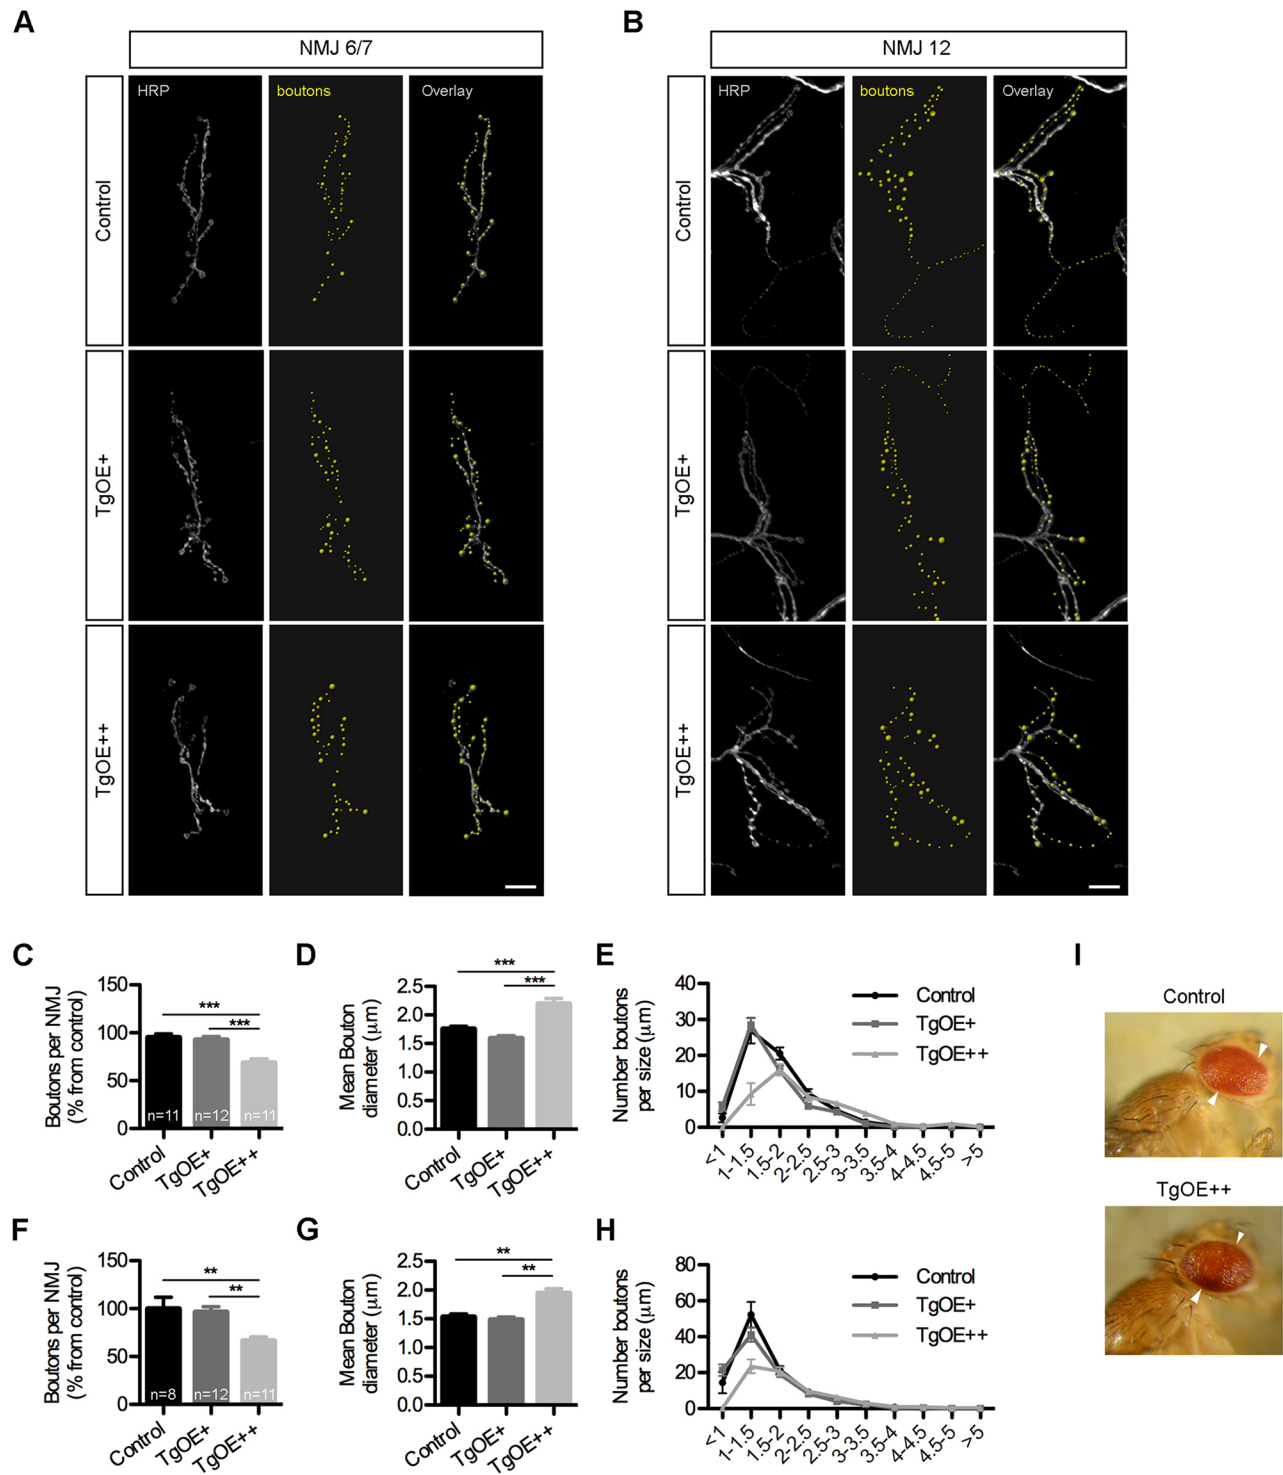 A
NMJ 6/7
HRP
boutons
Overlay
Control
TgOE+
TgOE++
B
NMJ 12
HRP
boutons
Overlay
Control
TgOE+
TgOE++
C
Boutons per NMJ
(% from control)
150
100
50
0
***
***
n=11
n=12
n=11
Control
TgOE+
TgOE++
D
Mean Bouton
diameter (μm)
2.5
2.0
1.5
1.0
0.5
0.0
***
***
Control
TgOE+
TgOE++
E
Number boutons
per size (μm)
40
30
20
10
0
Control
TgOE+
TgOE++
<1
1-1.5
1.5-2
2-2.5
2.5-3
3-3.5
3.5-4
4-4.5
4.5-5
>5
F
Boutons per NMJ
(% from control)
150
100
50
0
**
**
n=8
n=12
n=11
Control
TgOE+
TgOE++
G
Mean Bouton
diameter (μm)
2.5
2.0
1.5
1.0
0.5
0.0
**
**
Control
TgOE+
TgOE++
H
Number boutons
per size (μm)
80
60
40
20
0
Control
TgOE+
TgOE++
<1
1-1.5
1.5-2
2-2.5
2.5-3
3-3.5
3.5-4
4-4.5
4.5-5
>5
I
Control
TgOE++